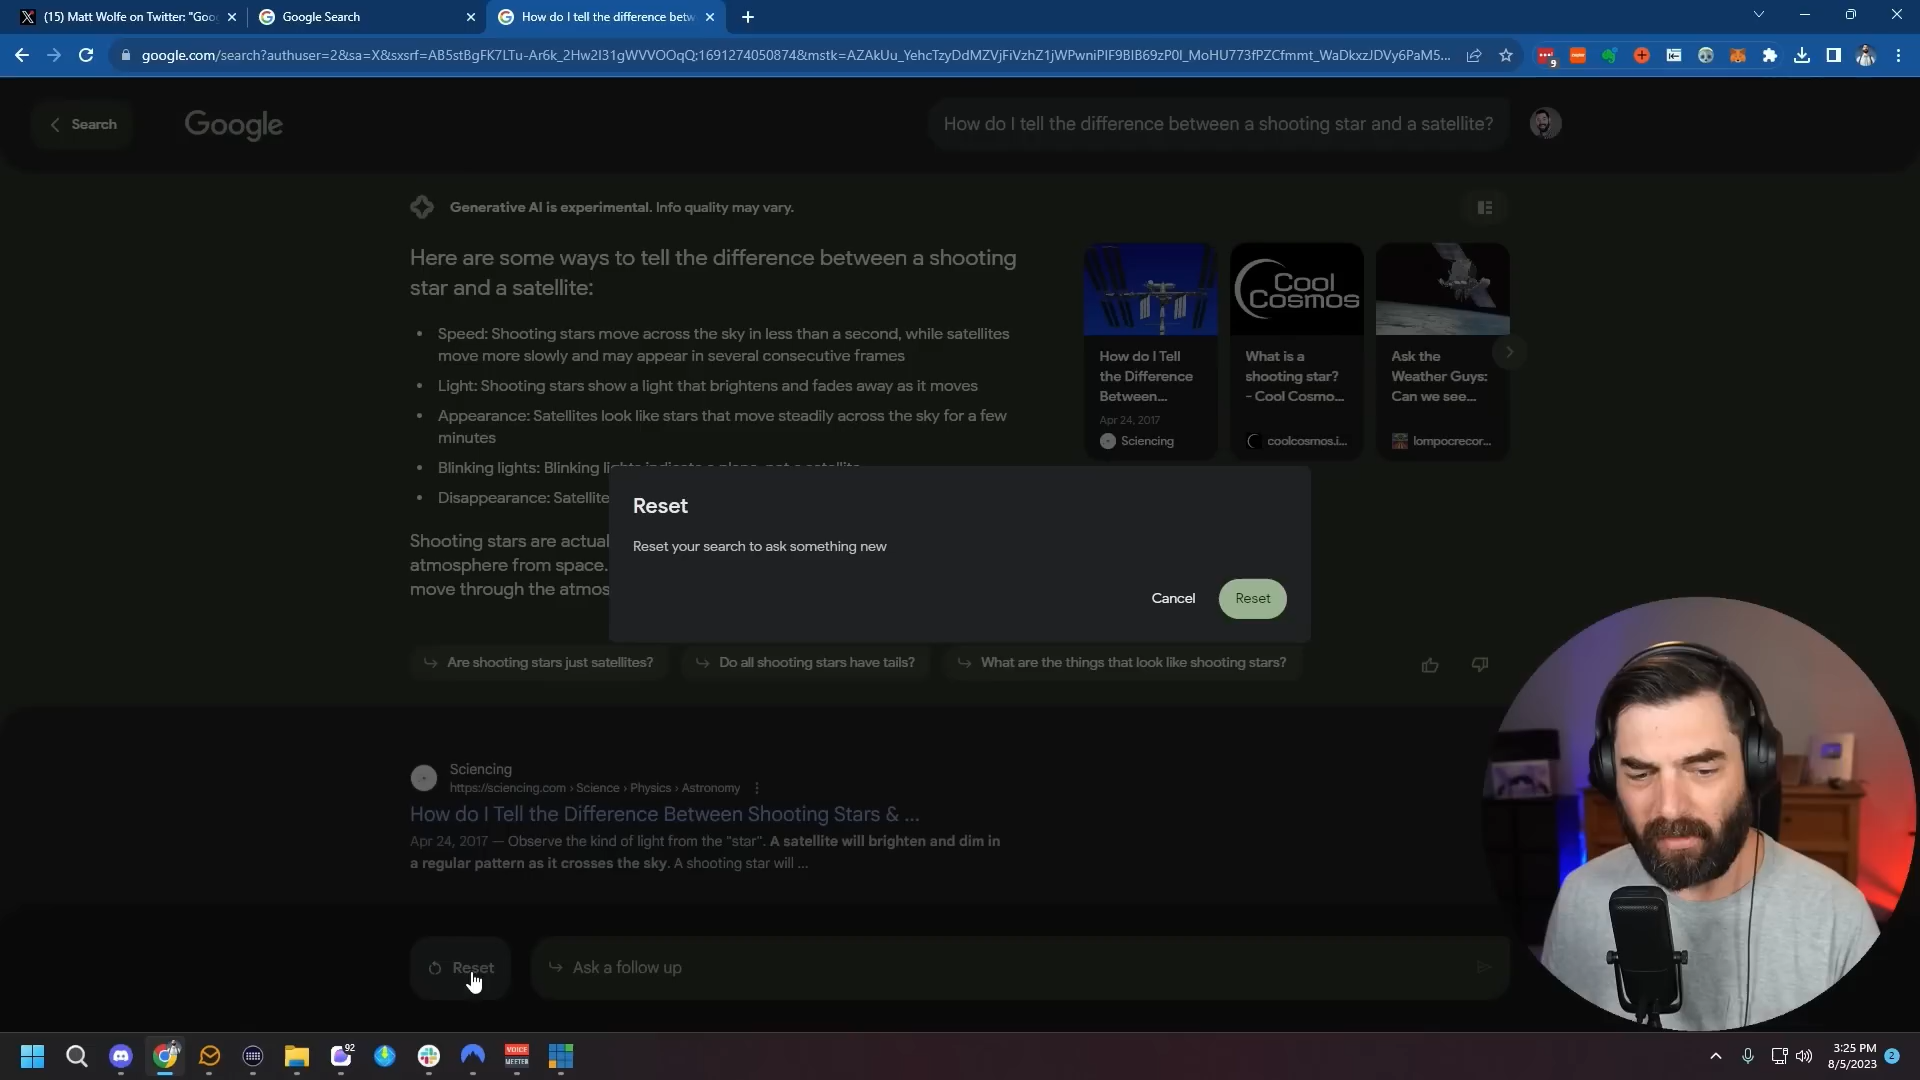 (15) Matt Wolfe on Twitter: "Goo
Google Search
How do I tell the difference betw
google.com/search?authuser=2&sa=X&sxsrf=AB5stBgFK7LTu-Ar6k_2Hw2I31gWVVOOqQ;1691274050874&mstk=AZAkUu_YehcTzyDdMZVjFiVzhZ1jWPwniPIF9BIB69zP0I_MoHU773fPZCfmmt_WaDkxzJDVy6PaM5...
9
Search
Google
How do I tell the difference between a shooting star and a satellite?
Generative AI is experimental. Info quality may vary.
Here are some ways to tell the difference between a shooting
star and a satellite:
• Speed: Shooting stars move across the sky in less than a second, while satellites
move more slowly and may appear in several consecutive frames
• Light: Shooting stars show a light that brightens and fades away as it moves
• Appearance: Satellites look like stars that move steadily across the sky for a few
minutes
• Blinking lights: Blinking lights indicate a plane, not a satellite
• Disappearance: Satellite
Shooting stars are actual
atmosphere from space.
move through the atmos
Cool
Cosmos
How do I Tell
the Difference
Between...
Apr 24, 2017
Sciencing
What is a
shooting star?
- Cool Cosmo...
coolcosmos.i...
Ask the
Weather Guys:
Can we see...
lompocrecor...
Reset
Reset your search to ask something new
Cancel
Reset
Are shooting stars just satellites?
Do all shooting stars have tails?
What are the things that look like shooting stars?
Sciencing
https://sciencing.com › Science › Physics › Astronomy
How do I Tell the Difference Between Shooting Stars & ...
Apr 24, 2017 — Observe the kind of light from the "star". A satellite will brighten and dim in
a regular pattern as it crosses the sky. A shooting star will ...
Reset
Ask a follow up
92
VOICE
MEETER
3:25 PM
8/5/2023
2